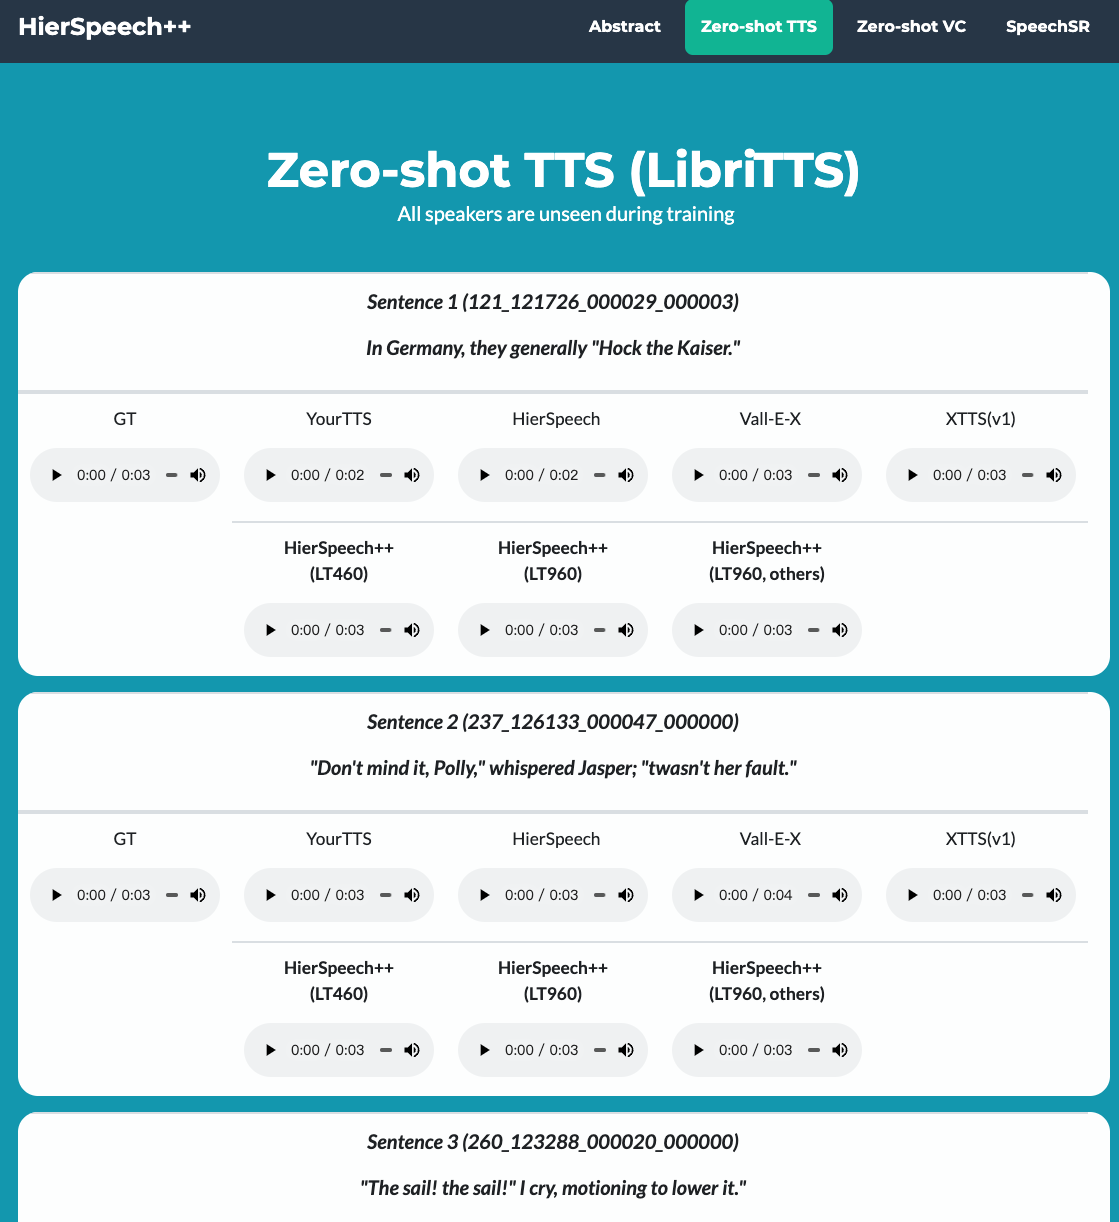 HierSpeech++
Abstract
Zero-shot TTS
Zero-shot VC
SpeechSR
Zero-shot TTS (LibriTTS)
All speakers are unseen during training
Sentence 1 (121_121726_000029_000003)
In Germany, they generally "Hock the Kaiser."
GT
YourTTS
HierSpeech
Vall-E-X
XTTS(v1)
0:00 / 0:03
0:00 / 0:02
0:00 / 0:02
0:00 / 0:03
0:00 / 0:03
HierSpeech++
(LT460)
HierSpeech++
(LT960)
HierSpeech++
(LT960, others)
0:00 / 0:03
0:00 / 0:03
0:00 / 0:03
Sentence 2 (237_126133_000047_000000)
"Don't mind it, Polly," whispered Jasper; "twasn't her fault."
GT
YourTTS
HierSpeech
Vall-E-X
XTTS(v1)
0:00 / 0:03
0:00 / 0:03
0:00 / 0:03
0:00 / 0:04
0:00 / 0:03
HierSpeech++
(LT460)
HierSpeech++
(LT960)
HierSpeech++
(LT960, others)
0:00 / 0:03
0:00 / 0:03
0:00 / 0:03
Sentence 3 (260_123288_000020_000000)
"The sail! the sail!" I cry, motioning to lower it."